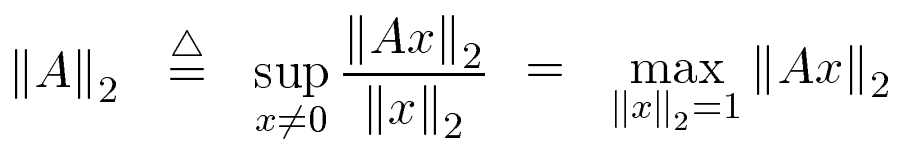 ‖A‖₂ ≜ sup_{x≠0} ‖Ax‖₂ / ‖x‖₂ = max_{‖x‖₂=1} ‖Ax‖₂